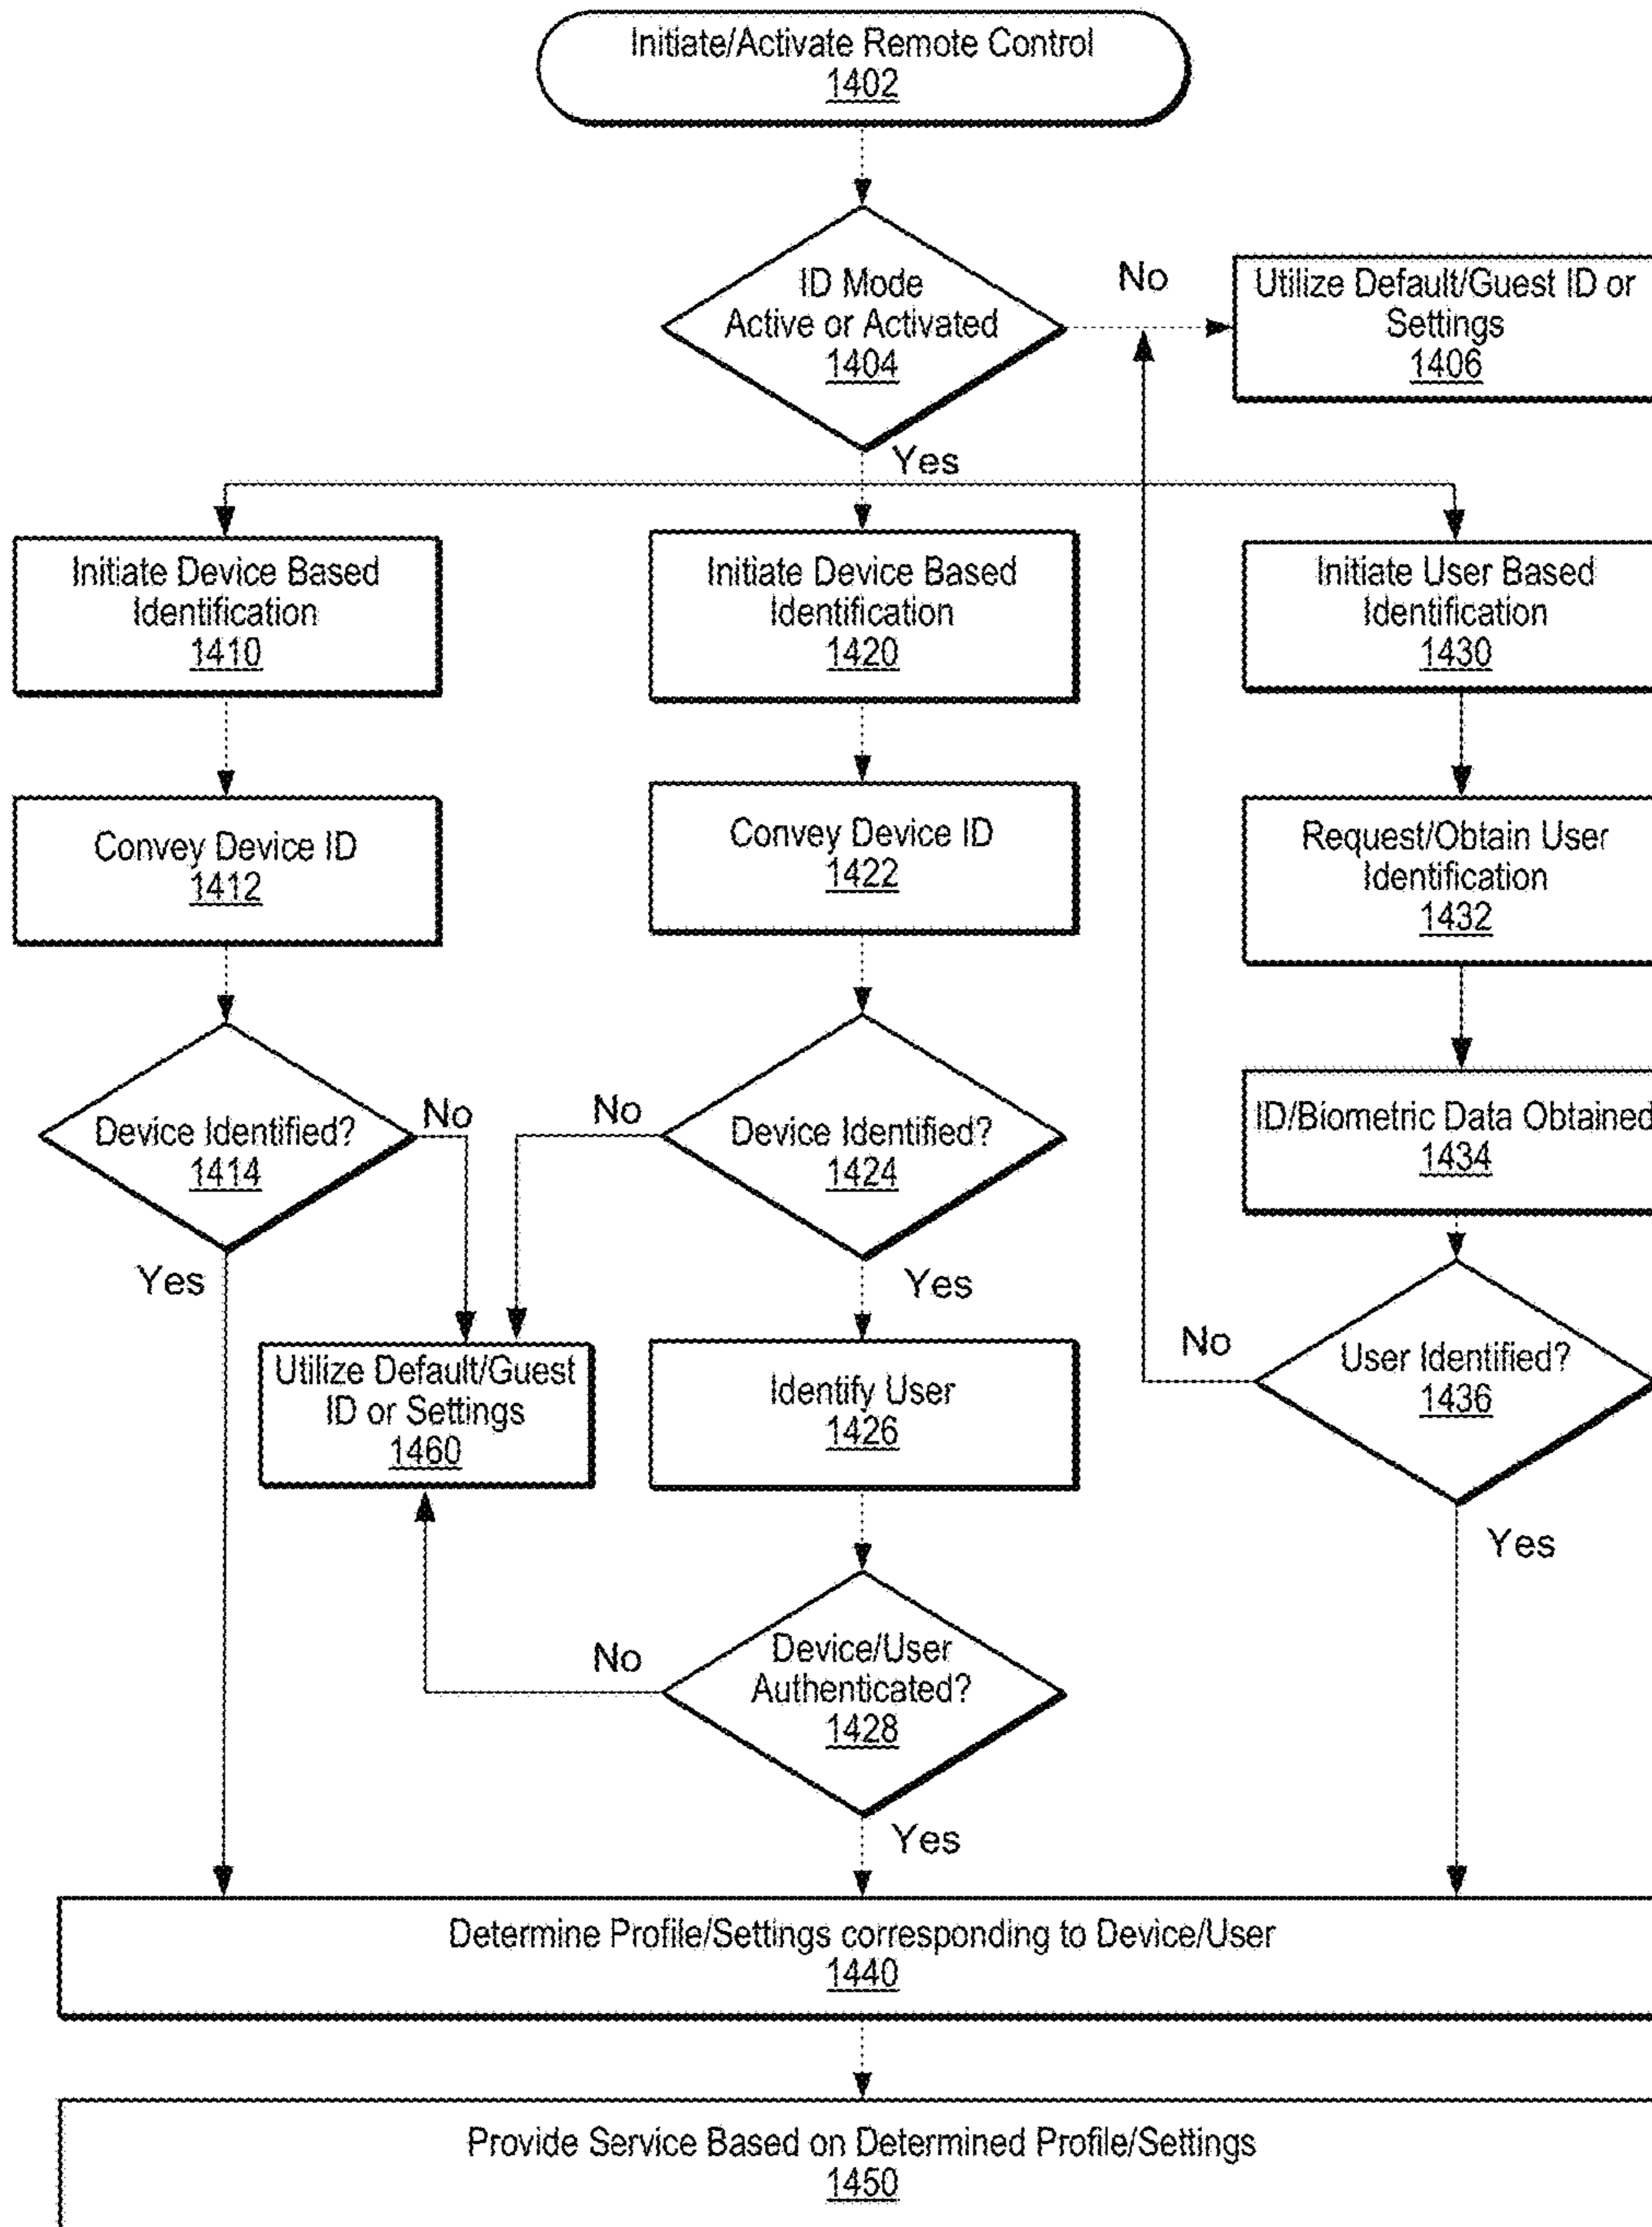 Initiate/Activate Remote Control
1402
ID Mode
Active or Activated
1404
No
Utilize Default/Guest ID or
Settings
1406
Yes
Initiate Device Based
Identification
1410
Initiate Device Based
Identification
1420
Initiate User Based
Identification
1430
Convey Device ID
1412
Convey Device ID
1422
Request/Obtain User
Identification
1432
Device Identified?
1414
No
Yes
No
Device Identified?
1424
Yes
ID/Biometric Data Obtained
1434
Utilize Default/Guest
ID or Settings
1460
Identify User
1426
No
User Identified?
1436
Yes
No
Device/User
Authenticated?
1428
Yes
Determine Profile/Settings corresponding to Device/User
1440
Provide Service Based on Determined Profile/Settings
1450